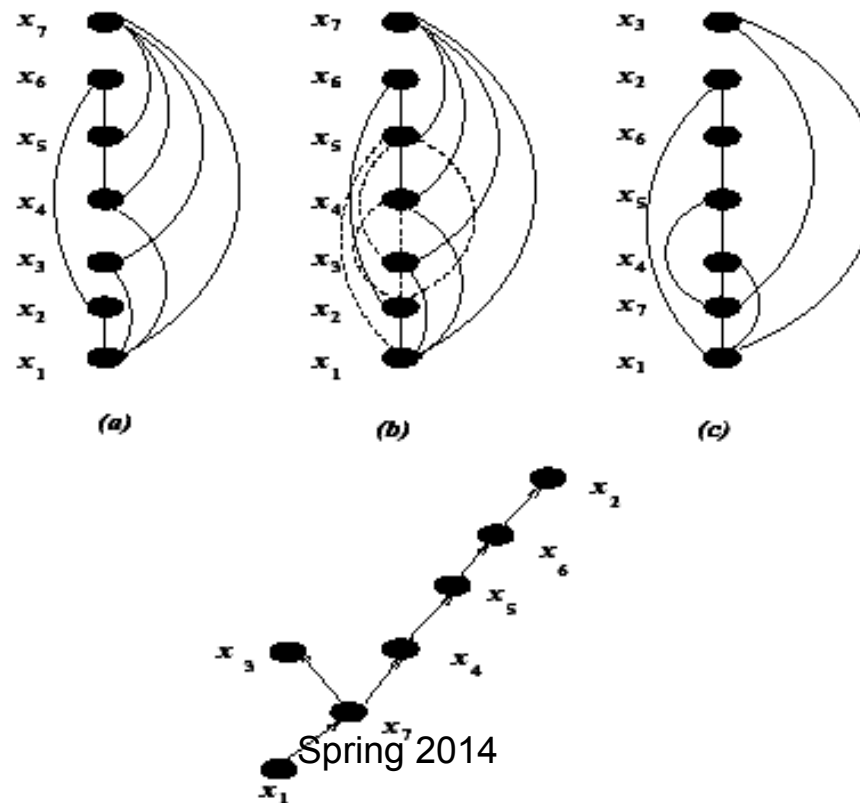 x7 x7 x3
x6 x6 x2
x5 x5 x6
x4 x4 x5
x3 x3 x4
x2 x2 x7
x1 x1 x1
(a) (b) (c)
x2
x6
x5
x3 x4
x7
Spring 2014
x1